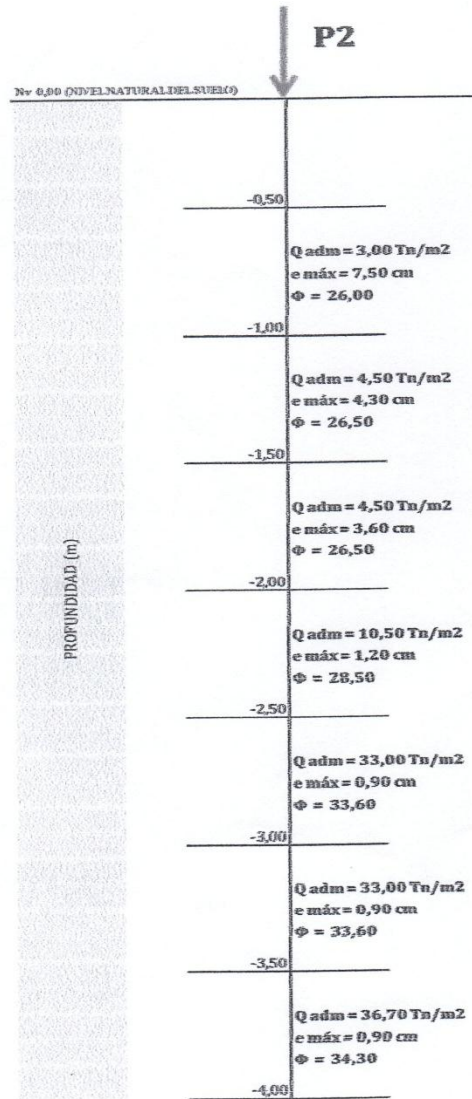 P2
Nv 0,00 (NIVEL NATURAL DEL SUELO)
-0,50
Q adm = 3,00 Tn/m2
e máx = 7,50 cm
Φ = 26,00
-1,00
Q adm = 4,50 Tn/m2
e máx = 4,30 cm
Φ = 26,50
-1,50
Q adm = 4,50 Tn/m2
e máx = 3,60 cm
Φ = 26,50
-2,00
PROFUNDIDAD (m)
Q adm = 10,50 Tn/m2
e máx = 1,20 cm
Φ = 28,50
-2,50
Q adm = 33,00 Tn/m2
e máx = 0,90 cm
Φ = 33,60
-3,00
Q adm = 33,00 Tn/m2
e máx = 0,90 cm
Φ = 33,60
-3,50
Q adm = 36,70 Tn/m2
e máx = 0,90 cm
Φ = 34,30
-4,00